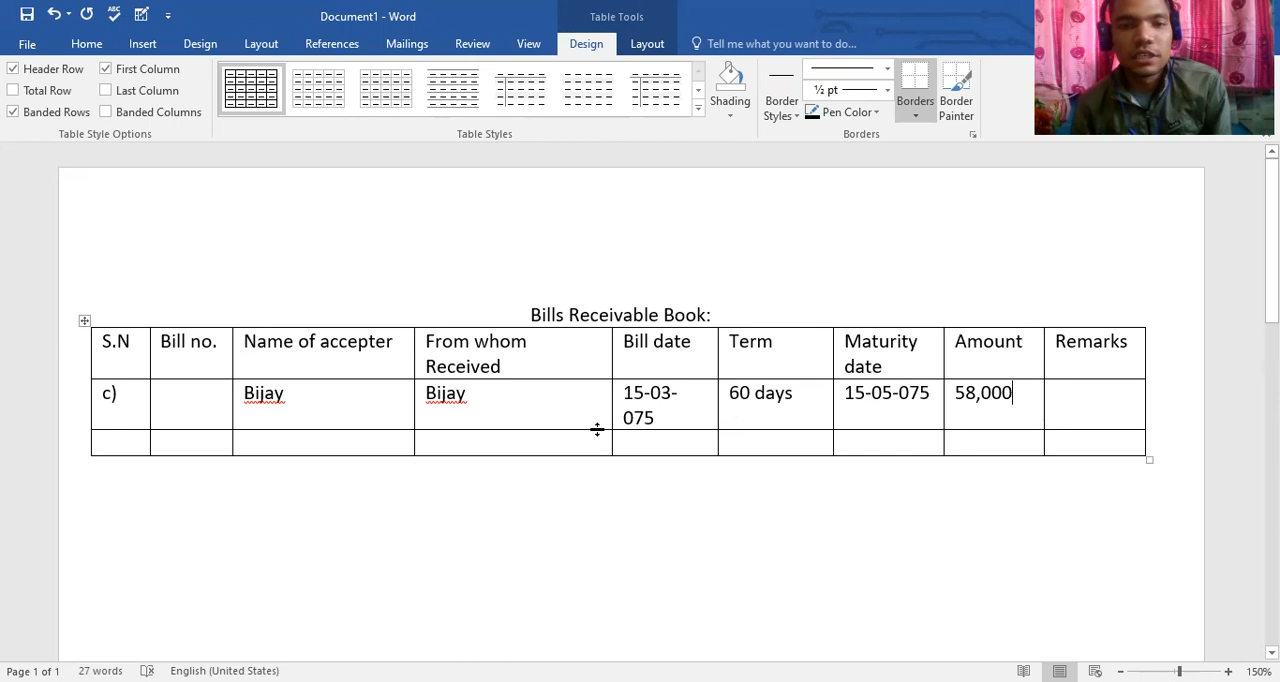 Document1 - Word
Table Tools
File Home Insert Design Layout References Mailings Review View Design Layout Tell me what you want to do...
Header Row First Column
Total Row Last Column
Banded Rows Banded Columns
Table Style Options
Table Styles
Shading
Border Styles
½ pt
Pen Color
Borders
Border Painter
Borders
Bills Receivable Book:
S.N Bill no. Name of accepter From whom Received Bill date Term Maturity date Amount Remarks
c) Bijay Bijay 15-03-075 60 days 15-05-075 58,000
Page 1 of 1 27 words English (United States) 150%